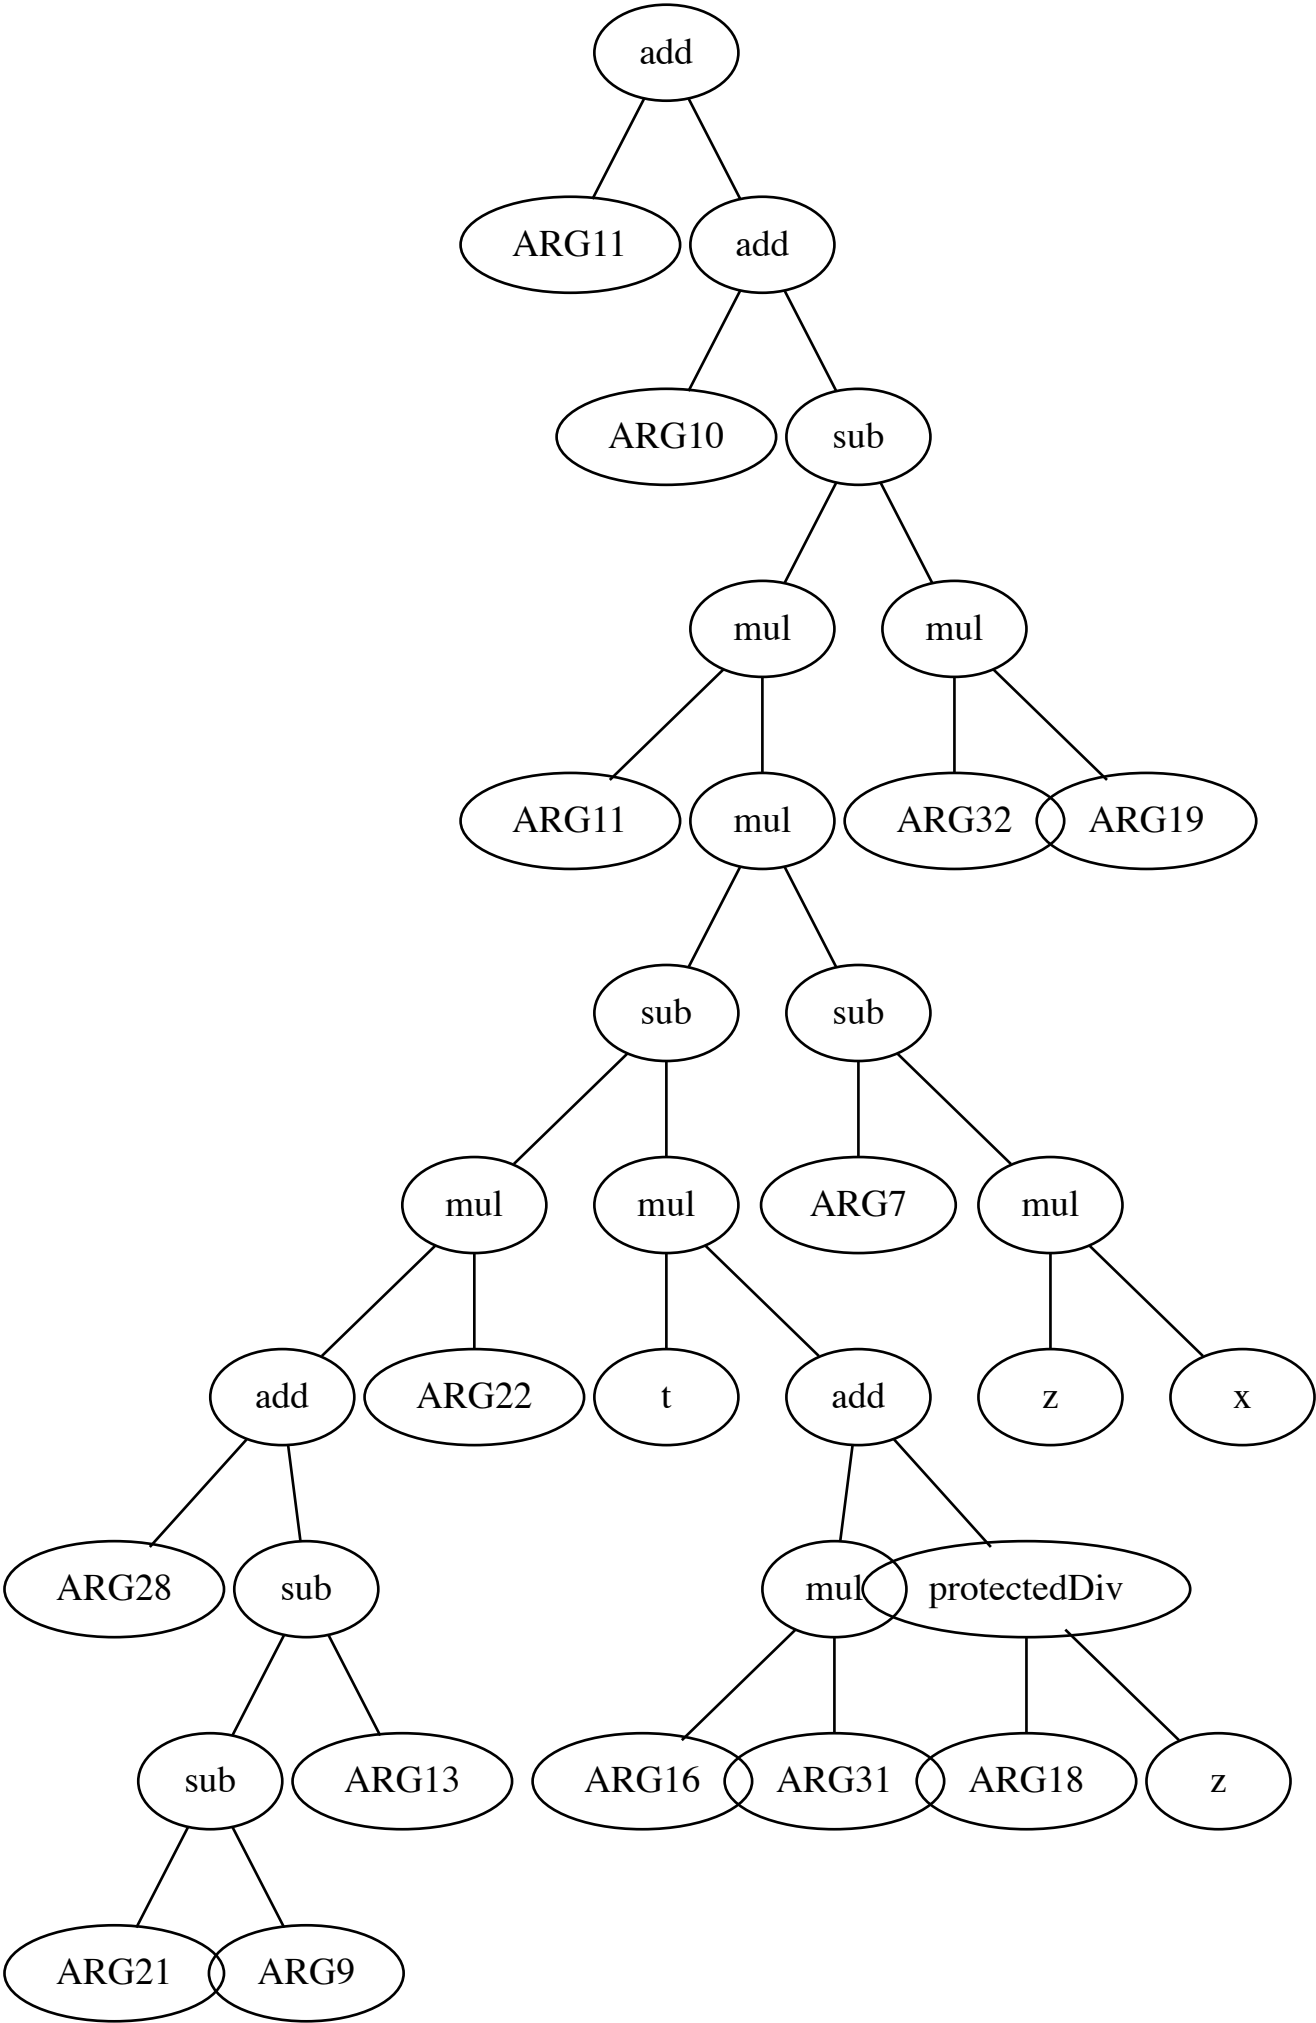 add
ARG11 add
ARG10 sub
mul mul
ARG11 mul ARG32 ARG19
sub sub
mul mul ARG7 mul
add ARG22 t add z x
ARG28 sub mul protectedDiv
sub ARG13 ARG16 ARG31 ARG18 z
ARG21 ARG9